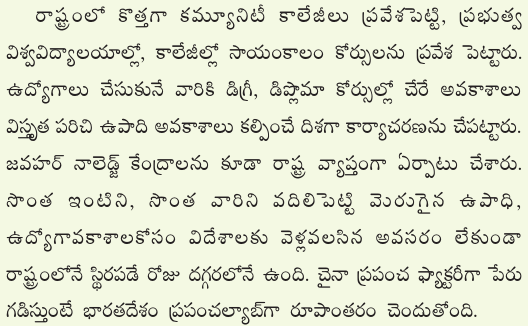 రాష్ట్రంలో కొత్తగా కమ్యూనిటీ కాలేజీలు ప్రవేశపెట్టి, ప్రభుత్వ
విశ్వవిద్యాలయాల్లో, కాలేజీల్లో సాయంకాలం కోర్సులను ప్రవేశ పెట్టారు.
ఉద్యోగాలు చేసుకునే వారికి డిగ్రీ, డిప్లొమా కోర్సుల్లో చేరే అవకాశాలు
విస్తృత పరిచి ఉపాది అవకాశాలు కల్పించే దిశగా కార్యాచరణను చేపట్టారు.
జవహర్ నాలెడ్జ్ కేంద్రాలను కూడా రాష్ట్ర వ్యాప్తంగా ఏర్పాటు చేశారు.
సొంత ఇంటిని, సొంత వారిని వదిలిపెట్టి మెరుగైన ఉపాధి,
ఉద్యోగావకాశాలకోసం విదేశాలకు వెళ్లవలసిన అవసరం లేకుండా
రాష్ట్రంలోనే స్థిరపడే రోజు దగ్గరలోనే ఉంది. చైనా ప్రపంచ ఫ్యాక్టరీగా పేరు
గడిస్తుంటే భారతదేశం ప్రపంచల్యాబ్‌గా రూపాంతరం చెందుతోంది.